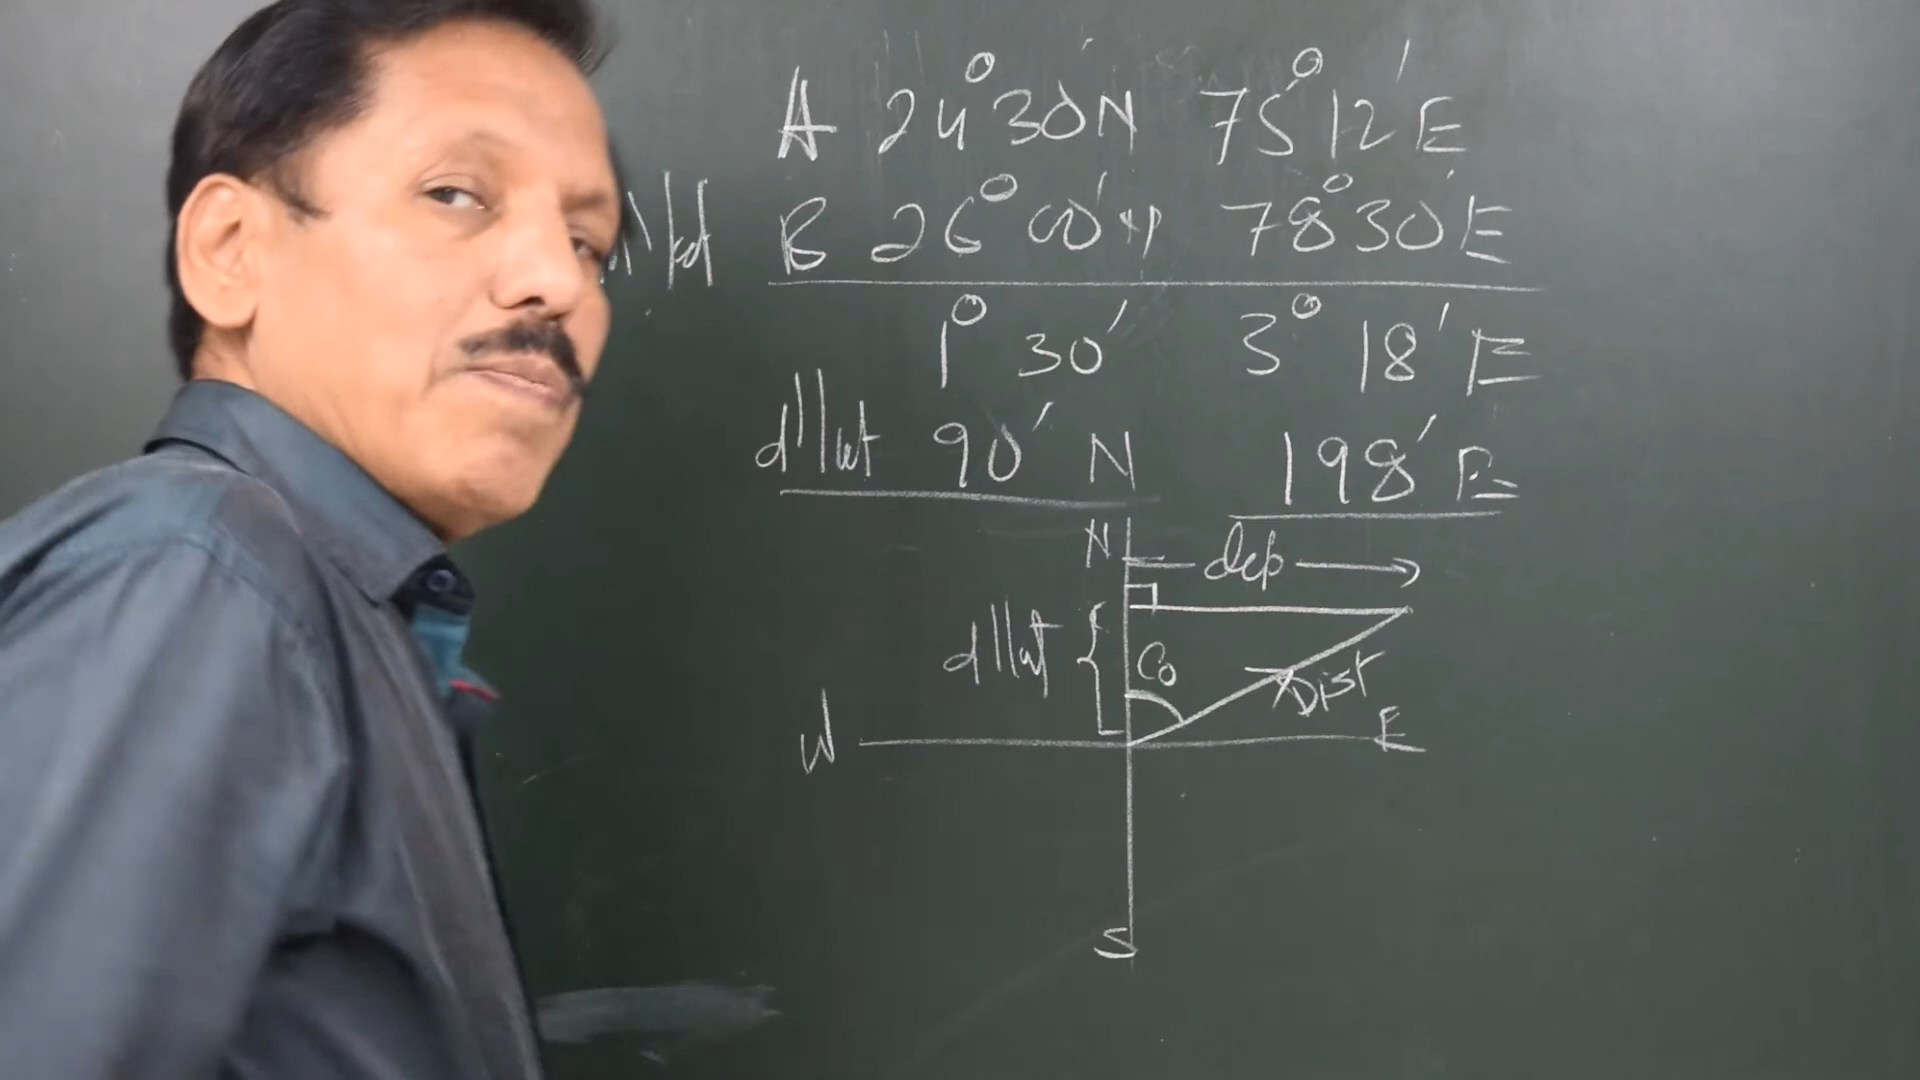 A 24°30'N 75°12'E
B 26°00'N 78°30'E
1°30' 3°18'E
d'lat 90'N 198'E
N dep
d'lat Co Dist
W E
S